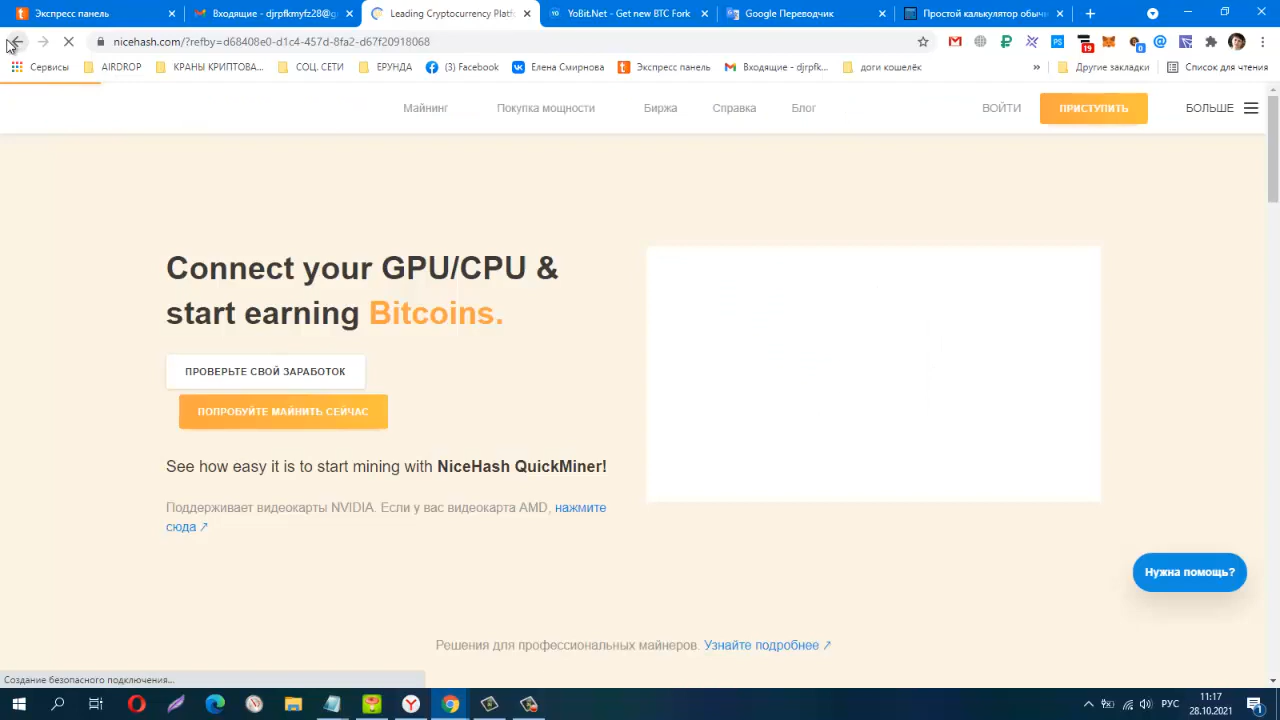 Экспресс панель
Входящие - djrpfkmyfz28@g
Leading Cryptocurrency Platf
YoBit.Net - Get new BTC Fork
Google Переводчик
Простой калькулятор обыч
nicehash.com/?refby=d68408e0-d1c4-457d-8fa2-d67f20918068
Сервисы
AIRDROP
КРАНЫ КРИПТОВА...
СОЦ. СЕТИ
ЕРУНДА
(3) Facebook
Елена Смирнова
Экспресс панель
Входящие - djrpfk...
доги кошелёк
»
Другие закладки
Список для чтения
Майнинг
Покупка мощности
Биржа
Справка
Блог
ВОЙТИ
ПРИСТУПИТЬ
БОЛЬШЕ
Connect your GPU/CPU &
start earning Bitcoins.
ПРОВЕРЬТЕ СВОЙ ЗАРАБОТОК
ПОПРОБУЙТЕ МАЙНИТЬ СЕЙЧАС
See how easy it is to start mining with NiceHash QuickMiner!
Поддерживает видеокарты NVIDIA. Если у вас видеокарта AMD, нажмите
сюда ↗
Нужна помощь?
Решения для профессиональных майнеров. Узнайте подробнее ↗
Создание безопасного подключения...
РУС
11:17
28.10.2021